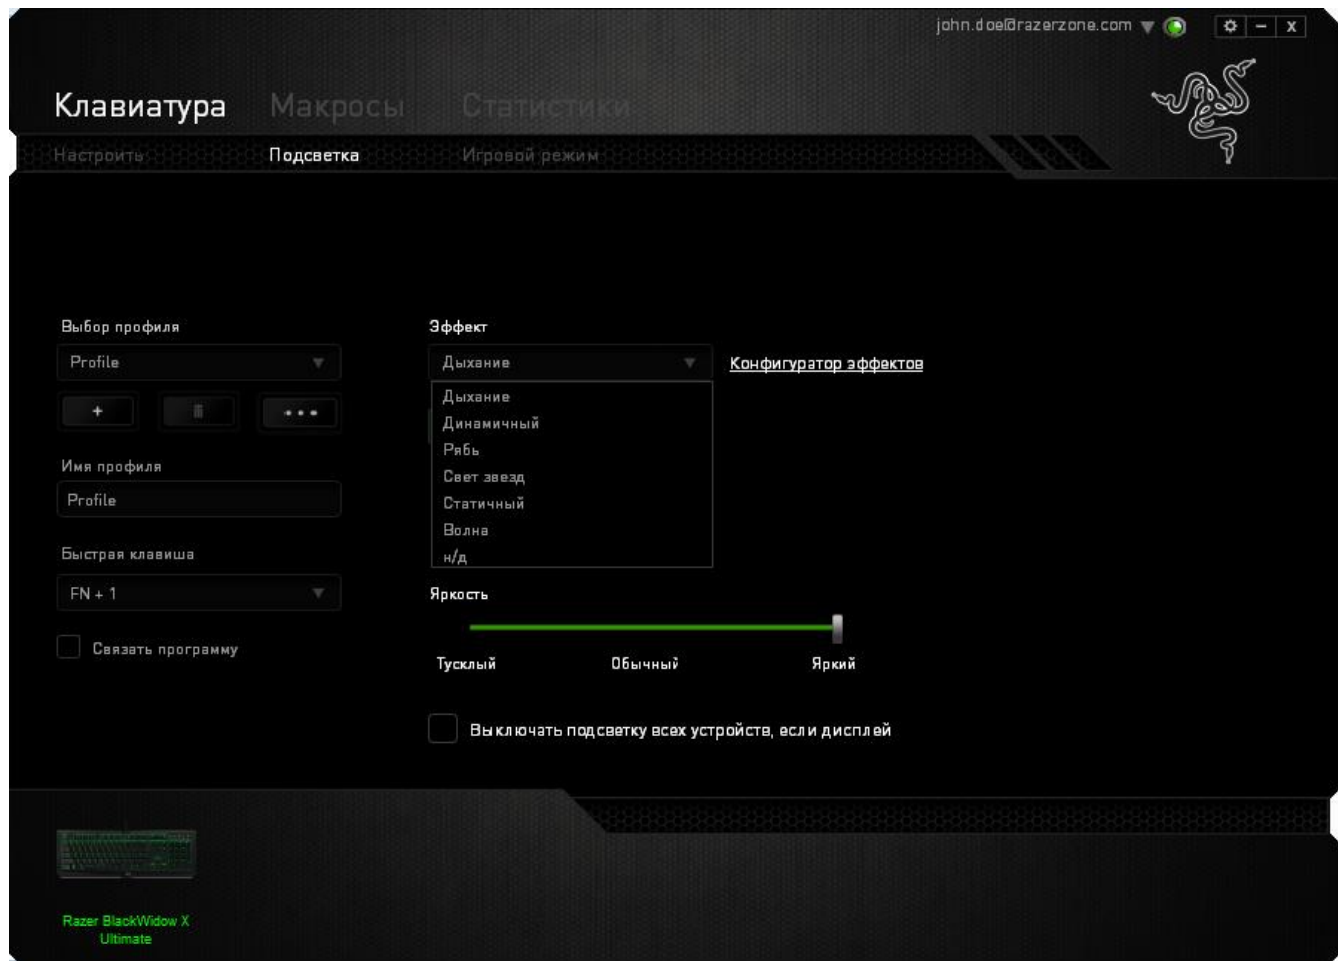 john.doe@razerzone.com
Клавиатура Макросы Статистики
Настроить Подсветка Игровой режим
Выбор профиля
Profile
Имя профиля
Profile
Быстрая клавиша
FN + 1
Связать программу
Эффект
Дыхание
Конфигуратор эффектов
Дыхание
Динамичный
Рябь
Свет звезд
Статичный
Волна
н/д
Яркость
Тусклый Обычный Яркий
Выключать подсветку всех устройств, если дисплей
Razer BlackWidow X
Ultimate